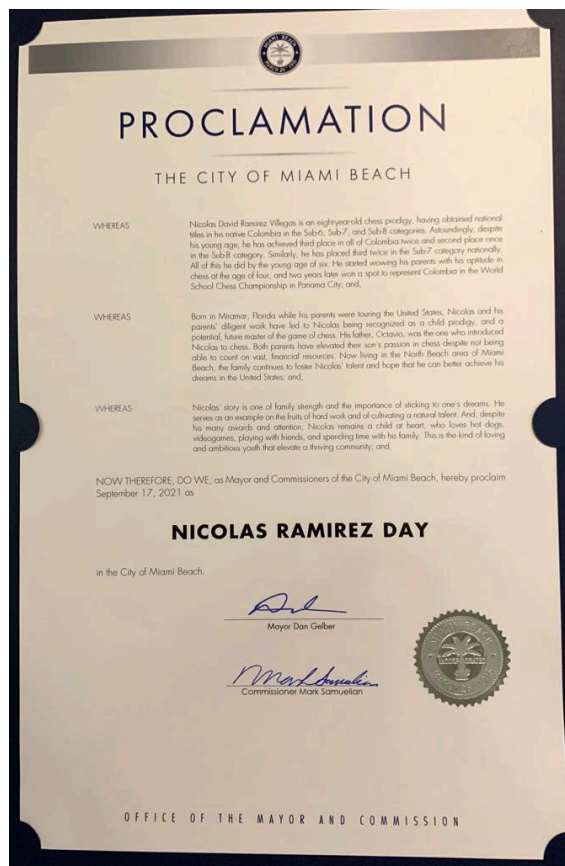 MIAMI BEACH
PROCLAMATION
THE CITY OF MIAMI BEACH
WHEREAS
Nicolas David Ramirez Villegas is an eight-year-old chess prodigy, having obtained national
titles in his native Colombia in the Sub-6, Sub-7, and Sub-8 categories. Astoundingly, despite
his young age, he has achieved third place in all of Colombia twice and second place once
in the Sub-8 category. Similarly, he has placed third twice in the Sub-7 category nationally.
All of this he did by the young age of six. He started wowing his parents with his aptitude in
chess at the age of four, and two years later won a spot to represent Colombia in the World
School Chess Championship in Panama City; and,
WHEREAS
Born in Miramar, Florida while his parents were touring the United States, Nicolas and his
parents' diligent work have led to Nicolas being recognized as a child prodigy, and a
potential, future master of the game of chess. His father, Octavio, was the one who introduced
Nicolas to chess. Both parents have elevated their son's passion in chess despite not being
able to count on vast, financial resources. Now living in the North Beach area of Miami
Beach, the family continues to foster Nicolas' talent and hope that he can better achieve his
dreams in the United States; and,
WHEREAS
Nicolas' story is one of family strength and the importance of sticking to one's dreams. He
serves as an example on the fruits of hard work and of cultivating a natural talent. And, despite
his many awards and attention, Nicolas remains a child at heart, who loves hot dogs,
videogames, playing with friends, and spending time with his family. This is the kind of loving
and ambitious youth that elevate a thriving community; and,
NOW THEREFORE, DO WE, as Mayor and Commissioners of the City of Miami Beach, hereby proclaim
September 17, 2021 as
NICOLAS RAMIREZ DAY
in the City of Miami Beach.
Mayor Dan Gelber
Mark Samuelian
Commissioner Mark Samuelian
MIAMI BEACH
OFFICE OF THE MAYOR AND COMMISSION